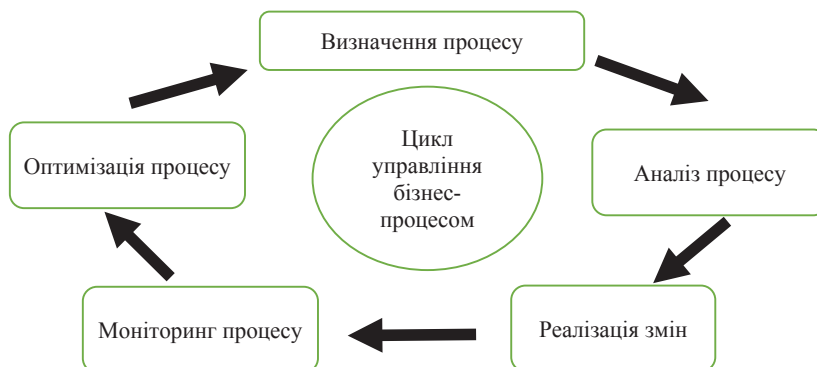 Визначення процесу
Цикл
управління
бізнес-
процесом
Оптимізація процесу
Аналіз процесу
Моніторинг процесу
Реалізація змін